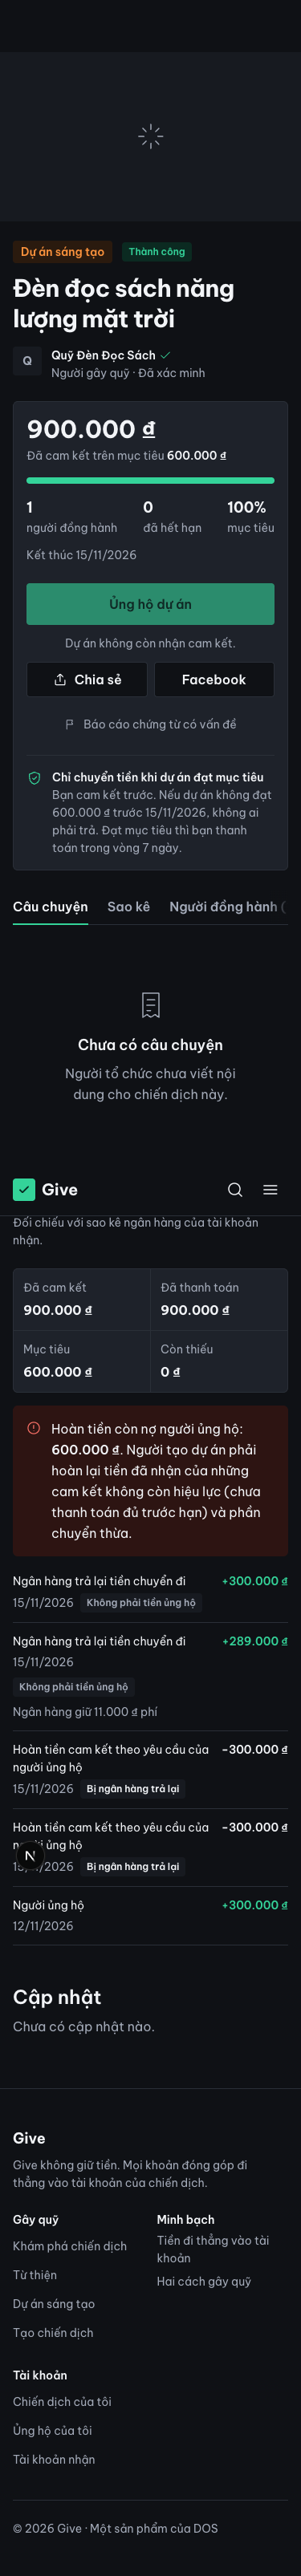 Dự án sáng tạo
Thành công
Đèn đọc sách năng
lượng mặt trời
Q
Quỹ Đèn Đọc Sách
Người gây quỹ · Đã xác minh
900.000 ₫
Đã cam kết trên mục tiêu 600.000 ₫
1
người đồng hành
0
đã hết hạn
100%
mục tiêu
Kết thúc 15/11/2026
Ủng hộ dự án
Dự án không còn nhận cam kết.
Chia sẻ
Facebook
Báo cáo chứng từ có vấn đề
Chỉ chuyển tiền khi dự án đạt mục tiêu
Bạn cam kết trước. Nếu dự án không đạt
600.000 ₫ trước 15/11/2026, không ai
phải trả. Đạt mục tiêu thì bạn thanh
toán trong vòng 7 ngày.
Câu chuyện
Sao kê
Người đồng hành (
Chưa có câu chuyện
Người tổ chức chưa viết nội
dung cho chiến dịch này.
Give
Đối chiếu với sao kê ngân hàng của tài khoản
nhận.
Đã cam kết
900.000 ₫
Đã thanh toán
900.000 ₫
Mục tiêu
600.000 ₫
Còn thiếu
0 ₫
Hoàn tiền còn nợ người ủng hộ:
600.000 ₫. Người tạo dự án phải
hoàn lại tiền đã nhận của những
cam kết không còn hiệu lực (chưa
thanh toán đủ trước hạn) và phần
chuyển thừa.
Ngân hàng trả lại tiền chuyển đi
+300.000 ₫
15/11/2026
Không phải tiền ủng hộ
Ngân hàng trả lại tiền chuyển đi
+289.000 ₫
15/11/2026
Không phải tiền ủng hộ
Ngân hàng giữ 11.000 ₫ phí
Hoàn tiền cam kết theo yêu cầu của
người ủng hộ
-300.000 ₫
15/11/2026
Bị ngân hàng trả lại
Hoàn tiền cam kết theo yêu cầu của
ủng hộ
-300.000 ₫
N
/2026
Bị ngân hàng trả lại
Người ủng hộ
+300.000 ₫
12/11/2026
Cập nhật
Chưa có cập nhật nào.
Give
Give không giữ tiền. Mọi khoản đóng góp đi
thẳng vào tài khoản của chiến dịch.
Gây quỹ
Khám phá chiến dịch
Từ thiện
Dự án sáng tạo
Tạo chiến dịch
Minh bạch
Tiền đi thẳng vào tài
khoản
Hai cách gây quỹ
Tài khoản
Chiến dịch của tôi
Ủng hộ của tôi
Tài khoản nhận
© 2026 Give · Một sản phẩm của DOS